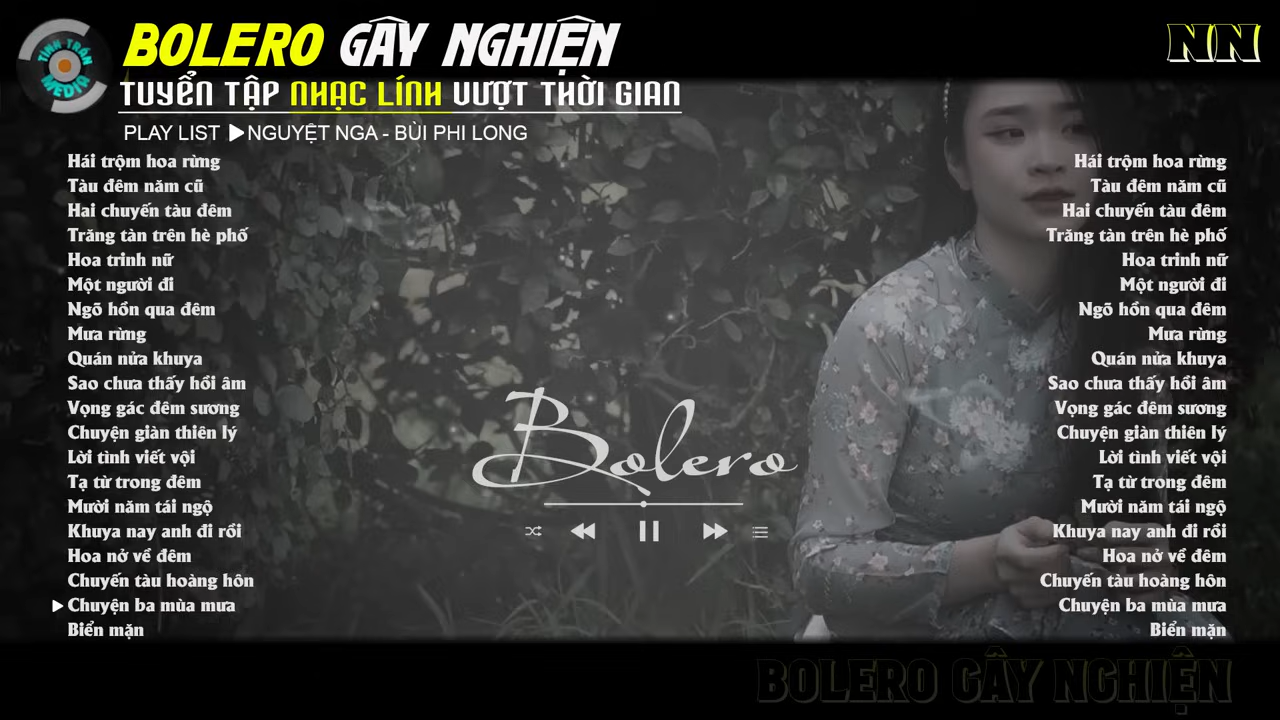 TÌNH TRẦN
MEDIA
BOLERO GÂY NGHIỆN
TUYỂN TẬP NHẠC LÍNH VƯỢT THỜI GIAN
PLAY LIST NGUYỆT NGA - BÙI PHI LONG
NN
Hái trộm hoa rừng
Tàu đêm năm cũ
Hai chuyến tàu đêm
Trăng tàn trên hè phố
Hoa trinh nữ
Một người đi
Ngõ hồn qua đêm
Mưa rừng
Quán nửa khuya
Sao chưa thấy hồi âm
Vọng gác đêm sương
Chuyện giàn thiên lý
Lời tình viết vội
Tạ từ trong đêm
Mười năm tái ngộ
Khuya nay anh đi rồi
Hoa nở về đêm
Chuyến tàu hoàng hôn
Chuyện ba mùa mưa
Biển mặn
Bolero
Hái trộm hoa rừng
Tàu đêm năm cũ
Hai chuyến tàu đêm
Trăng tàn trên hè phố
Hoa trinh nữ
Một người đi
Ngõ hồn qua đêm
Mưa rừng
Quán nửa khuya
Sao chưa thấy hồi âm
Vọng gác đêm sương
Chuyện giàn thiên lý
Lời tình viết vội
Tạ từ trong đêm
Mười năm tái ngộ
Khuya nay anh đi rồi
Hoa nở về đêm
Chuyến tàu hoàng hôn
Chuyện ba mùa mưa
Biển mặn
BOLERO GÂY NGHIỆN